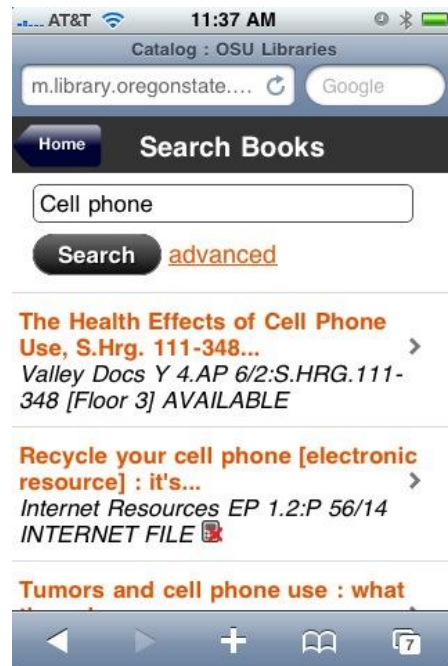 AT&T 11:37 AM
Catalog : OSU Libraries
m.library.oregonstate.... Google
Home Search Books
Cell phone
Search advanced
The Health Effects of Cell Phone
Use, S.Hrg. 111-348...
Valley Docs Y 4.AP 6/2:S.HRG.111-
348 [Floor 3] AVAILABLE
Recycle your cell phone [electronic
resource] : it's...
Internet Resources EP 1.2:P 56/14
INTERNET FILE
Tumors and cell phone use : what
7